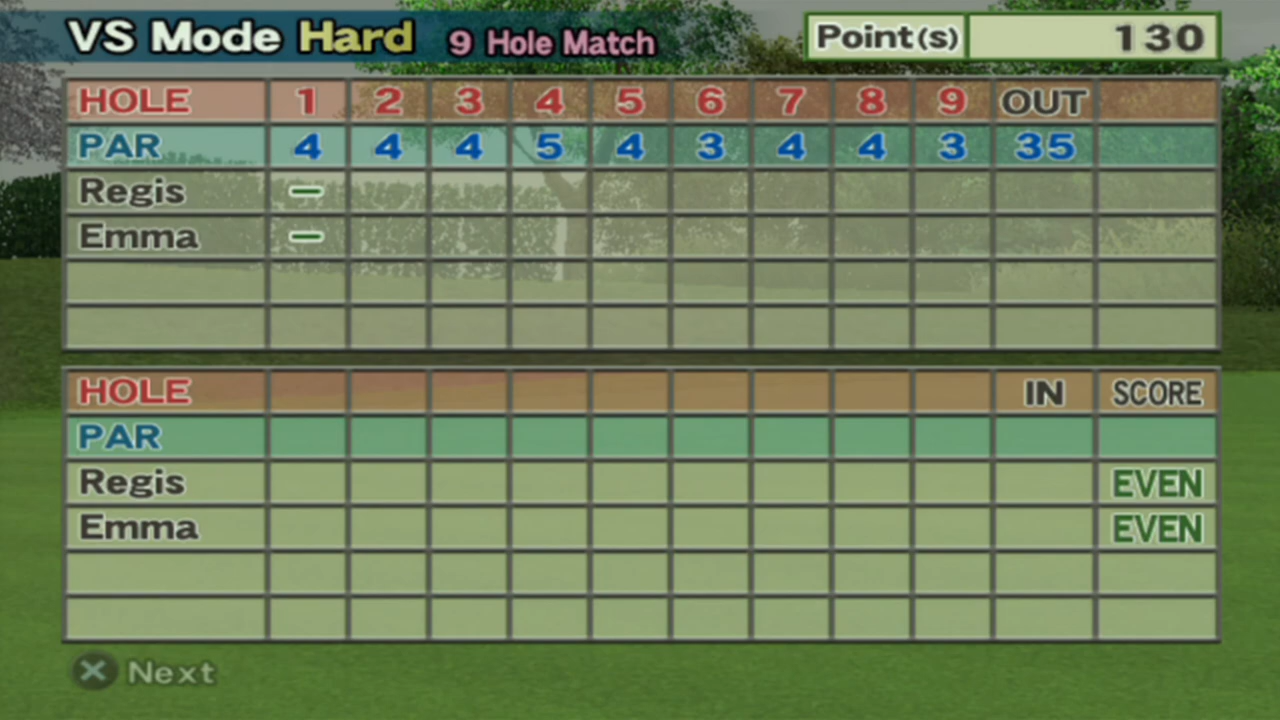 VS Mode Hard 9 Hole Match Point(s) 130
HOLE 1 2 3 4 5 6 7 8 9 OUT
PAR 4 4 4 5 4 3 4 4 3 35
Regis —
Emma —
HOLE IN SCORE
PAR
Regis EVEN
Emma EVEN
Next